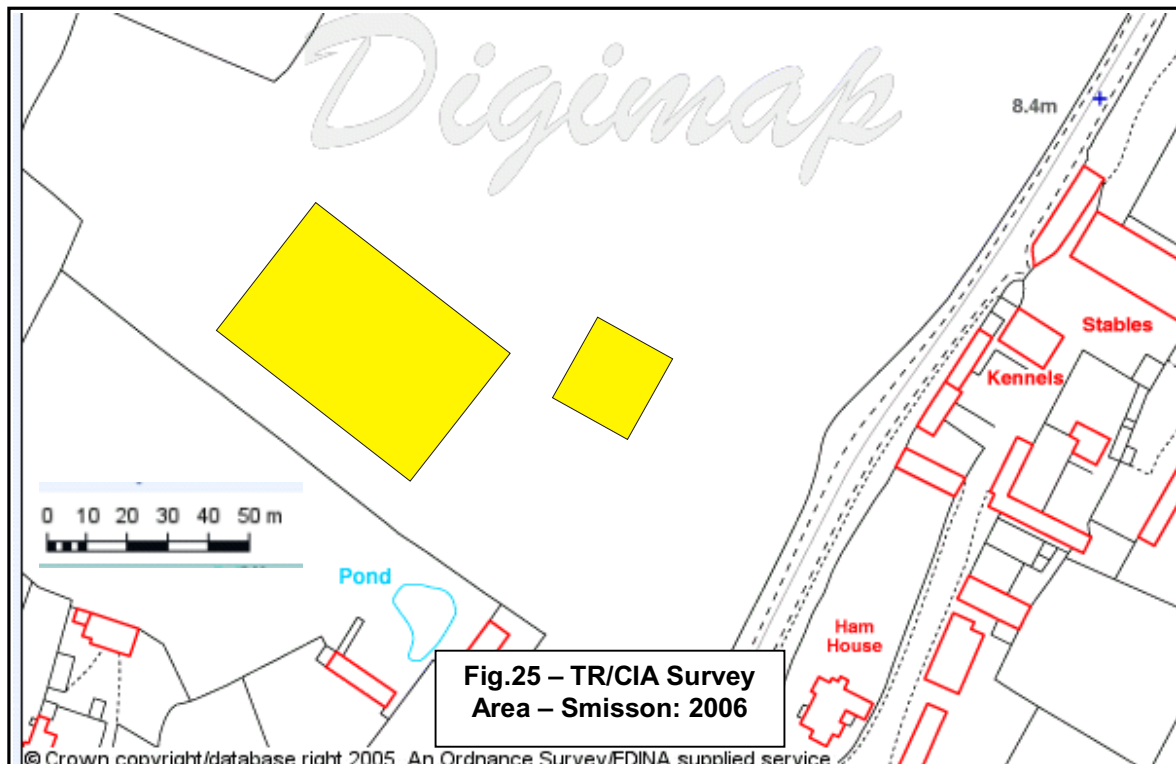 Digimap
8.4m
Stables
Kennels
0 10 20 30 40 50 m
Pond
Ham
House
Fig.25 – TR/CIA Survey
Area – Smisson: 2006
© Crown copyright/database right 2005. An Ordnance Survey/EDINA supplied service